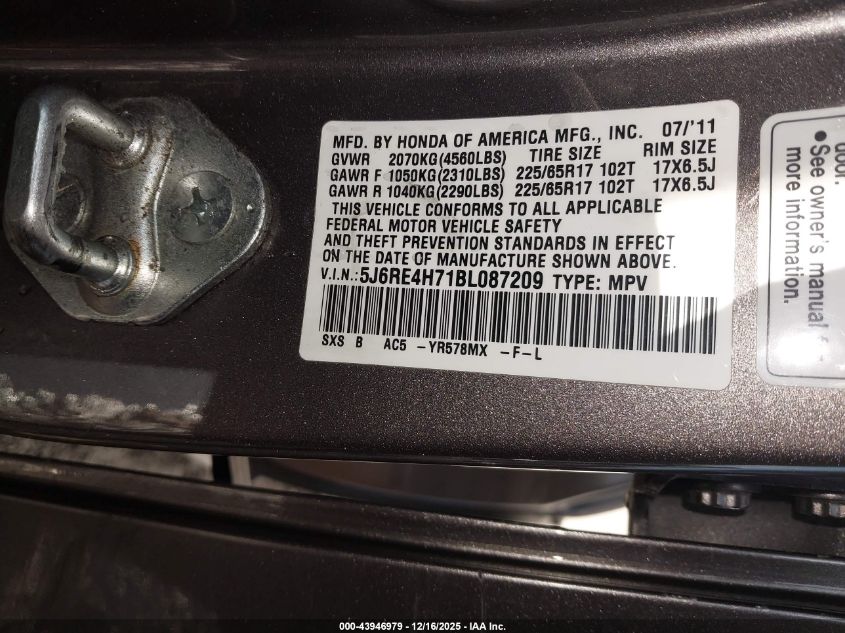 MFD. BY HONDA OF AMERICA MFG., INC. 07/'11
GVWR 2070KG(4560LBS) TIRE SIZE RIM SIZE
GAWR F 1050KG(2310LBS) 225/65R17 102T 17X6.5J
GAWR R 1040KG(2290LBS) 225/65R17 102T 17X6.5J
THIS VEHICLE CONFORMS TO ALL APPLICABLE
FEDERAL MOTOR VEHICLE SAFETY
AND THEFT PREVENTION STANDARDS IN EFFECT
ON THE DATE OF MANUFACTURE SHOWN ABOVE.
V.I.N.: 5J6RE4H71BL087209 TYPE: MPV
SXS B AC5 -YR578MX -F-L
door.
•See owner's manual
more information.
000-43946979 - 12/16/2025 - IAA Inc.